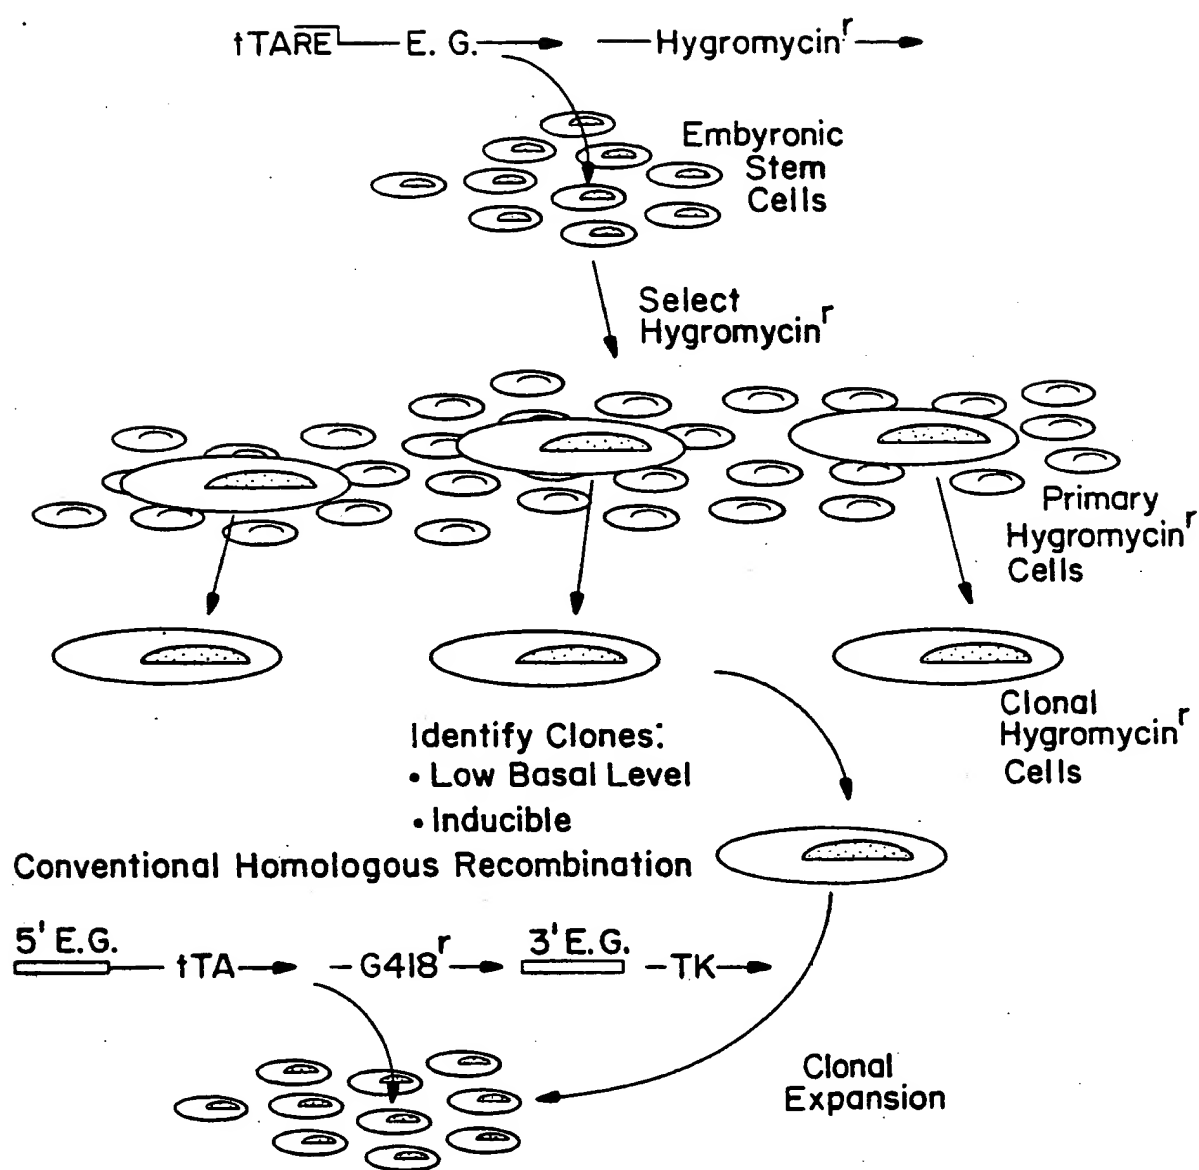 tTARE E. G. Hygromycinʳ
Embyronic
Stem
Cells
Select
Hygromycinʳ
Primary
Hygromycinʳ
Cells
Clonal
Hygromycinʳ
Cells
Identify Clones:
• Low Basal Level
• Inducible
Conventional Homologous Recombination
5' E.G. tTA G418ʳ 3' E.G. TK
Clonal
Expansion